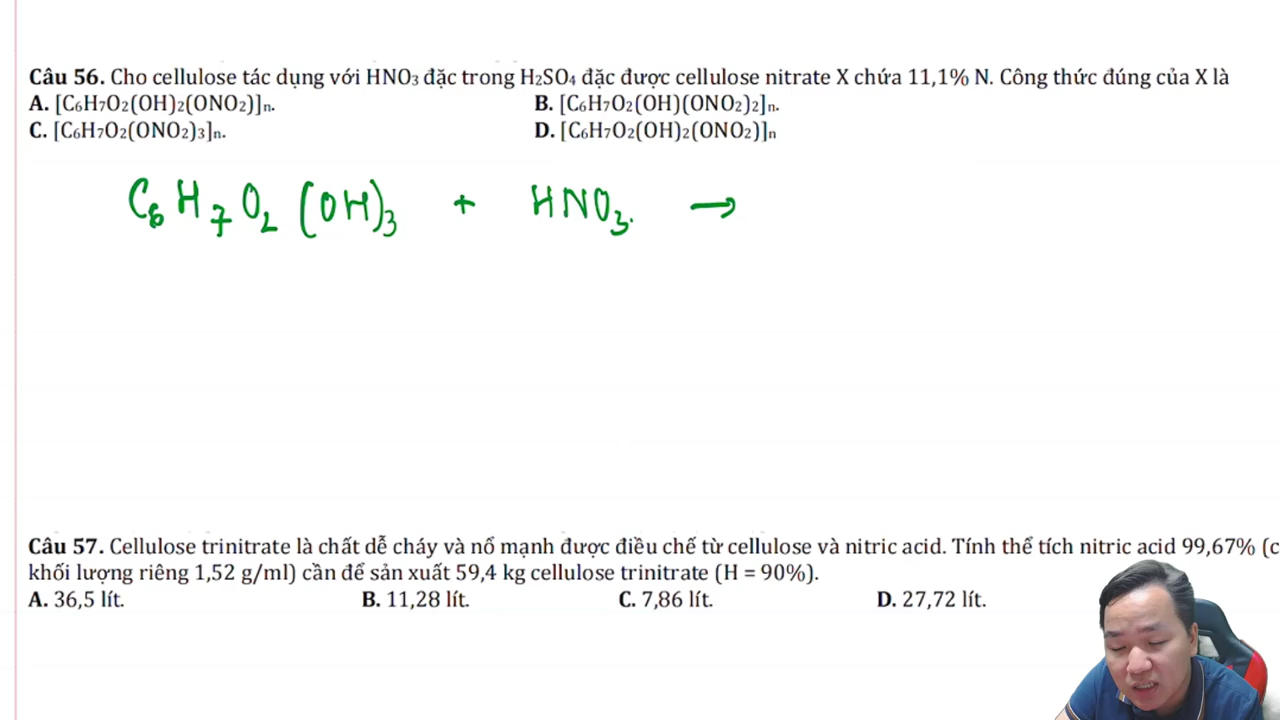 Câu 56. Cho cellulose tác dụng với HNO3 đặc trong H2SO4 đặc được cellulose nitrate X chứa 11,1% N. Công thức đúng của X là
A. [C6H7O2(OH)2(ONO2)]n. B. [C6H7O2(OH)(ONO2)2]n.
C. [C6H7O2(ONO2)3]n. D. [C6H7O2(OH)2(ONO2)]n
C6H7O2(OH)3 + HNO3. →
Câu 57. Cellulose trinitrate là chất dễ cháy và nổ mạnh được điều chế từ cellulose và nitric acid. Tính thể tích nitric acid 99,67% (c
khối lượng riêng 1,52 g/ml) cần để sản xuất 59,4 kg cellulose trinitrate (H = 90%).
A. 36,5 lít. B. 11,28 lít. C. 7,86 lít. D. 27,72 lít.